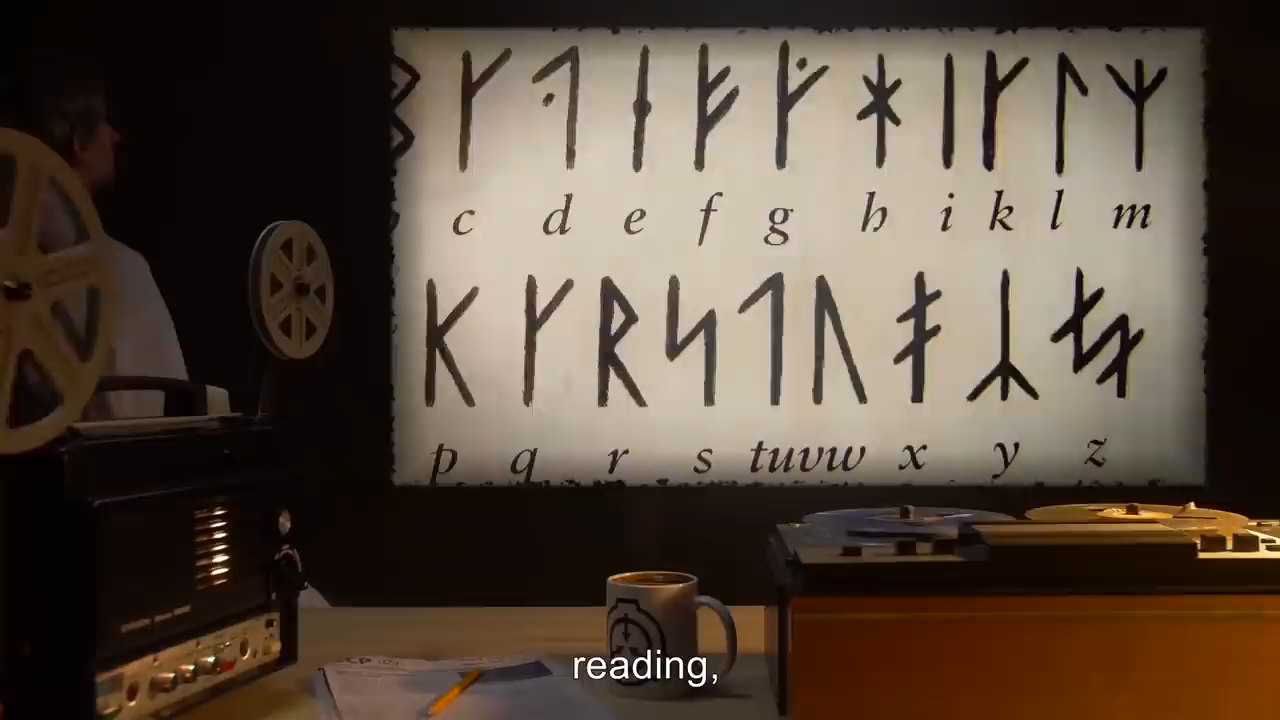 ᚴ ᛑ ᛂ ᚠ ᚵ ᚼ ᛁ ᚴ ᛚ ᛘ
c d e f g h i k l m
ᛕ ᚴ ᚱ ᛋ ᛐ ᚢ ᚯ ᛦ
p q r s tuvw x y z
reading,